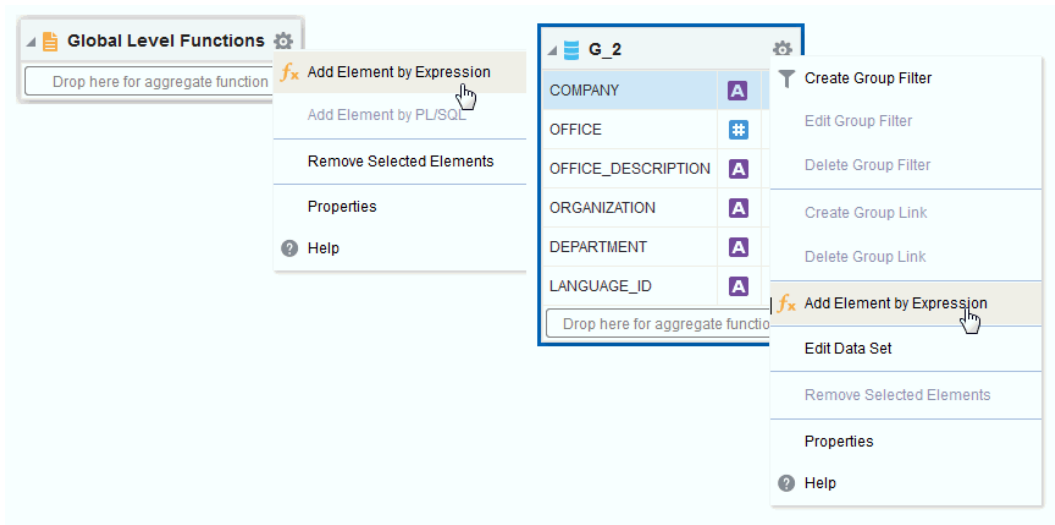 Global Level Functions
Drop here for aggregate function
fx Add Element by Expression
Add Element by PL/SQL
Remove Selected Elements
Properties
? Help
G_2
COMPANY A
OFFICE #
OFFICE_DESCRIPTION A
ORGANIZATION A
DEPARTMENT A
LANGUAGE_ID A
Drop here for aggregate functio
Create Group Filter
Edit Group Filter
Delete Group Filter
Create Group Link
Delete Group Link
fx Add Element by Expression
Edit Data Set
Remove Selected Elements
Properties
? Help